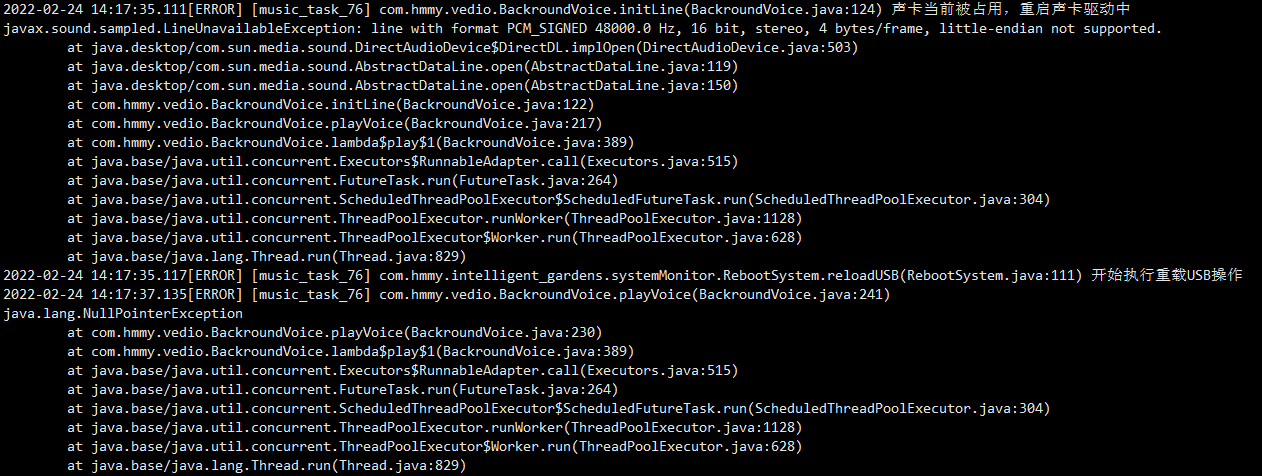 2022-02-24 14:17:35.111[ERROR] [music_task_76] com.hmmy.vedio.BackroundVoice.initLine(BackroundVoice.java:124) 声卡当前被占用，重启声卡驱动中
javax.sound.sampled.LineUnavailableException: line with format PCM_SIGNED 48000.0 Hz, 16 bit, stereo, 4 bytes/frame, little-endian not supported.
at java.desktop/com.sun.media.sound.DirectAudioDevice$DirectDL.implOpen(DirectAudioDevice.java:503)
at java.desktop/com.sun.media.sound.AbstractDataLine.open(AbstractDataLine.java:119)
at java.desktop/com.sun.media.sound.AbstractDataLine.open(AbstractDataLine.java:150)
at com.hmmy.vedio.BackroundVoice.initLine(BackroundVoice.java:122)
at com.hmmy.vedio.BackroundVoice.playVoice(BackroundVoice.java:217)
at com.hmmy.vedio.BackroundVoice.lambda$play$1(BackroundVoice.java:389)
at java.base/java.util.concurrent.Executors$RunnableAdapter.call(Executors.java:515)
at java.base/java.util.concurrent.FutureTask.run(FutureTask.java:264)
at java.base/java.util.concurrent.ScheduledThreadPoolExecutor$ScheduledFutureTask.run(ScheduledThreadPoolExecutor.java:304)
at java.base/java.util.concurrent.ThreadPoolExecutor.runWorker(ThreadPoolExecutor.java:1128)
at java.base/java.util.concurrent.ThreadPoolExecutor$Worker.run(ThreadPoolExecutor.java:628)
at java.base/java.lang.Thread.run(Thread.java:829)
2022-02-24 14:17:35.117[ERROR] [music_task_76] com.hmmy.intelligent_gardens.systemMonitor.RebootSystem.reloadUSB(RebootSystem.java:111) 开始执行重载USB操作
2022-02-24 14:17:37.135[ERROR] [music_task_76] com.hmmy.vedio.BackroundVoice.playVoice(BackroundVoice.java:241)
java.lang.NullPointerException
at com.hmmy.vedio.BackroundVoice.playVoice(BackroundVoice.java:230)
at com.hmmy.vedio.BackroundVoice.lambda$play$1(BackroundVoice.java:389)
at java.base/java.util.concurrent.Executors$RunnableAdapter.call(Executors.java:515)
at java.base/java.util.concurrent.FutureTask.run(FutureTask.java:264)
at java.base/java.util.concurrent.ScheduledThreadPoolExecutor$ScheduledFutureTask.run(ScheduledThreadPoolExecutor.java:304)
at java.base/java.util.concurrent.ThreadPoolExecutor.runWorker(ThreadPoolExecutor.java:1128)
at java.base/java.util.concurrent.ThreadPoolExecutor$Worker.run(ThreadPoolExecutor.java:628)
at java.base/java.lang.Thread.run(Thread.java:829)